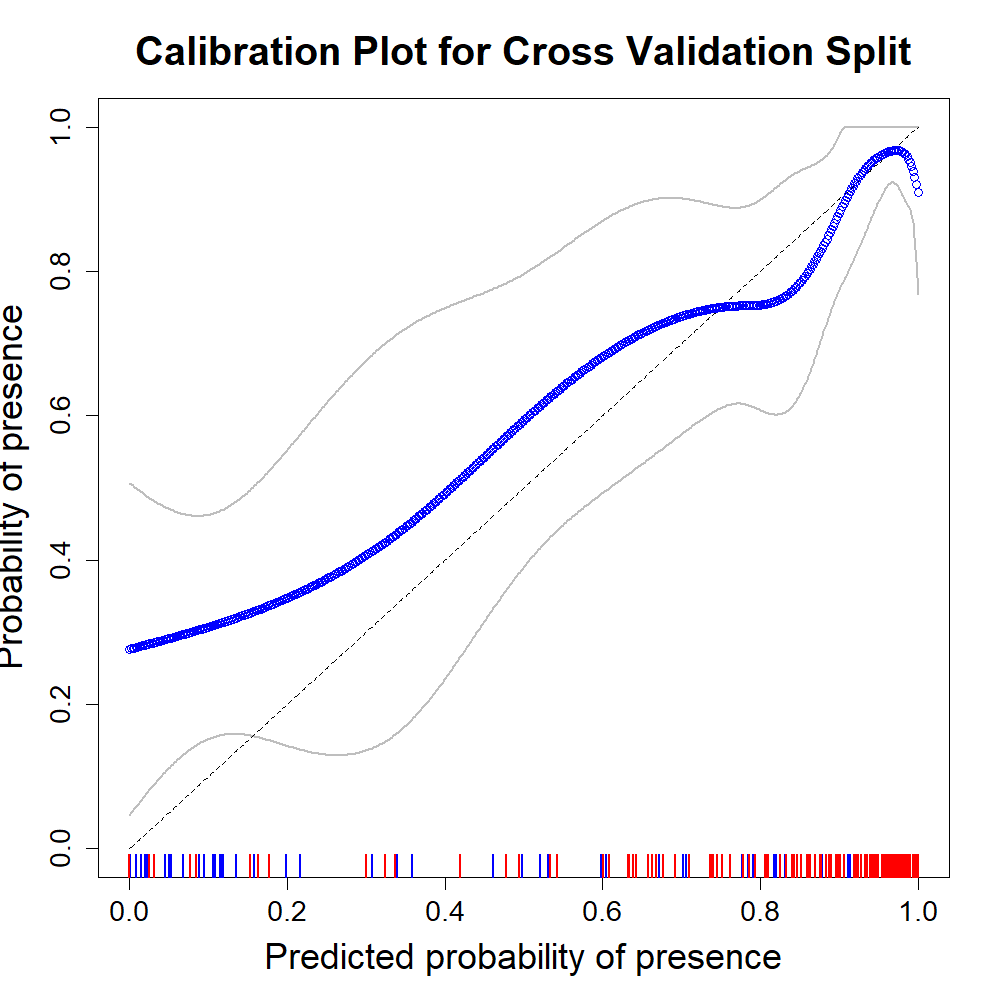 Calibration Plot for Cross Validation Split
Probability of presence
1.0
0.8
0.6
0.4
0.2
0.0
0.0 0.2 0.4 0.6 0.8 1.0
Predicted probability of presence